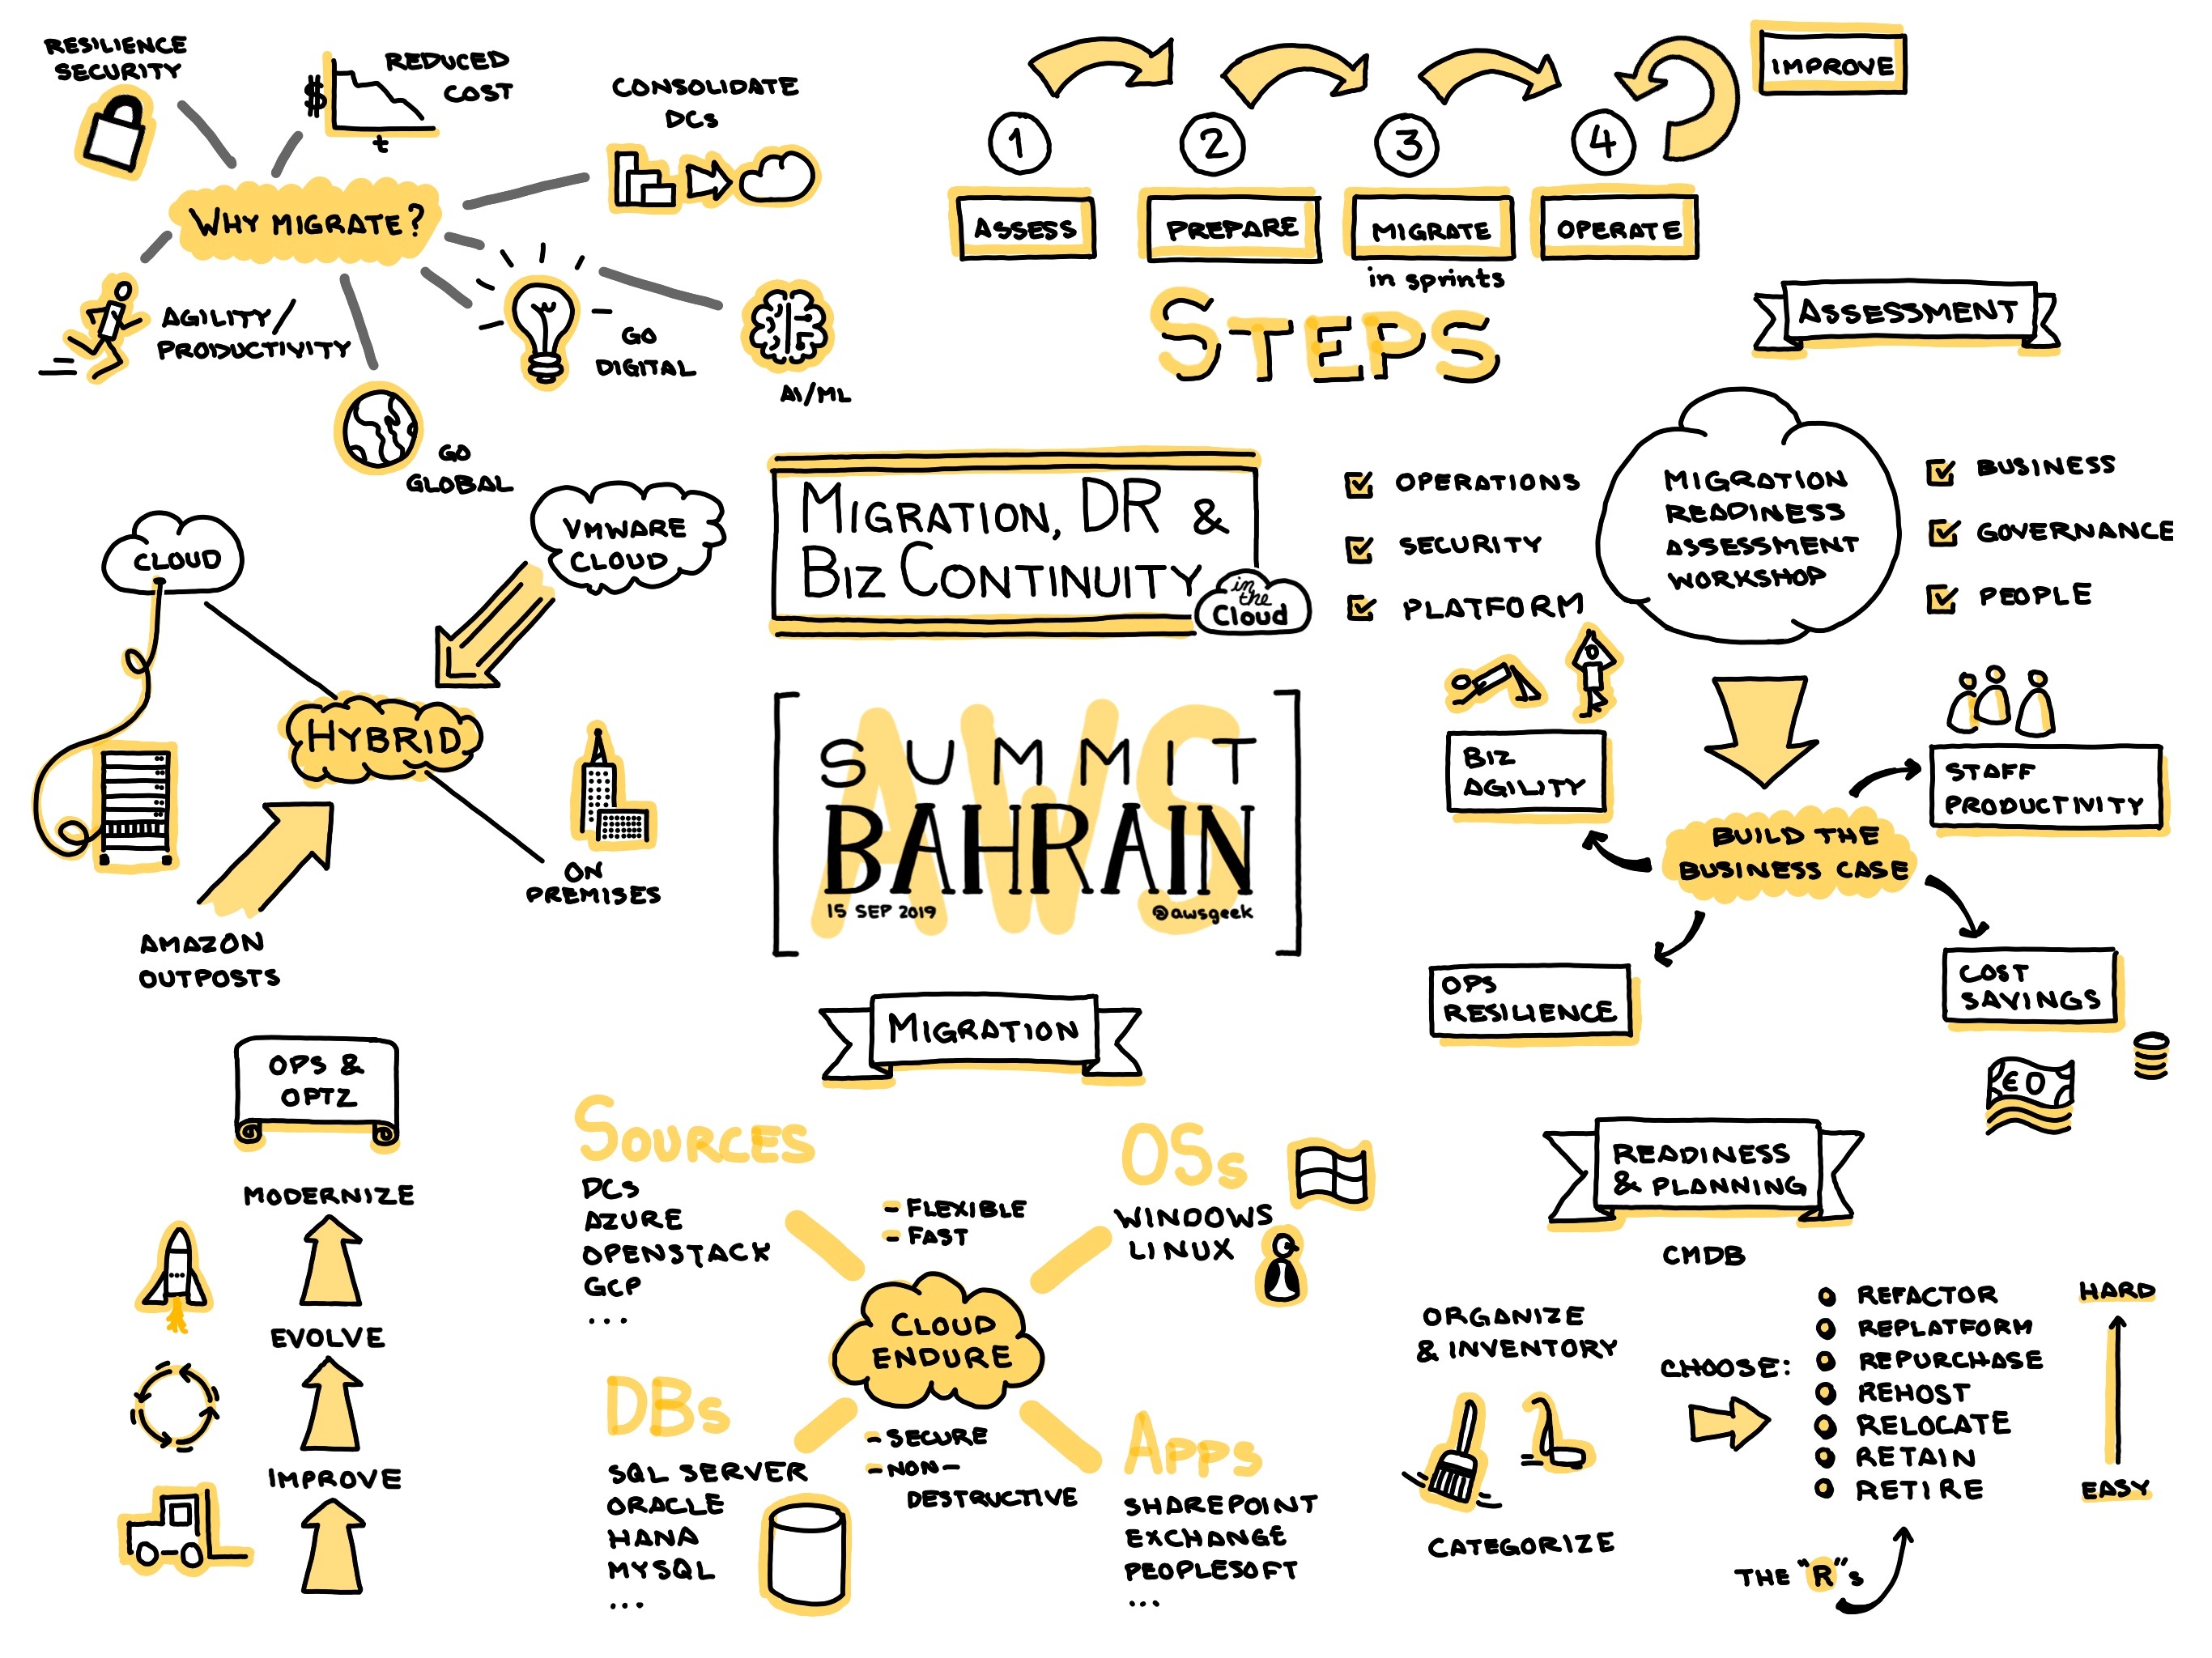 RESILIENCE
SECURITY
$
REDUCED
COST
t
CONSOLIDATE
DCs
WHY MIGRATE?
AGILITY/
PRODUCTIVITY
GO
GLOBAL
GO
DIGITAL
AI/ML
1
2
3
4
IMPROVE
ASSESS
PREPARE
MIGRATE
OPERATE
in sprints
STEPS
MIGRATION, DR &
BIZ CONTINUITY
in
the
Cloud
AWS
SUMMIT
BAHRAIN
15 SEP 2019
@awsgeek
CLOUD
VMWARE
CLOUD
HYBRID
ON
PREMISES
AMAZON
OUTPOSTS
ASSESSMENT
MIGRATION
READINESS
ASSESSMENT
WORKSHOP
OPERATIONS
SECURITY
PLATFORM
BUSINESS
GOVERNANCE
PEOPLE
BUILD THE
BUSINESS CASE
BIZ
AGILITY
STAFF
PRODUCTIVITY
OPS
RESILIENCE
COST
SAVINGS
€0
OPS &
OPTZ
MODERNIZE
EVOLVE
IMPROVE
MIGRATION
SOURCES
DCs
AZURE
OPENSTACK
GCP
...
- FLEXIBLE
- FAST
OSs
WINDOWS
LINUX
CLOUD
ENDURE
DBs
SQL SERVER
ORACLE
HANA
MYSQL
...
- SECURE
- NON-
DESTRUCTIVE
APPS
SHAREPOINT
EXCHANGE
PEOPLESOFT
...
READINESS
& PLANNING
CMDB
ORGANIZE
& INVENTORY
CATEGORIZE
CHOOSE:
REFACTOR
REPLATFORM
REPURCHASE
REHOST
RELOCATE
RETAIN
RETIRE
HARD
EASY
THE "R"s